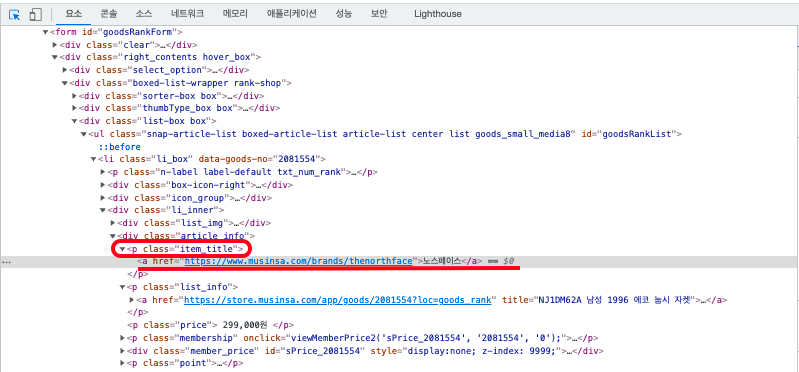 요소 콘솔 소스 네트워크 메모리 애플리케이션 성능 보안 Lighthouse
▼<form id="goodsRankForm">
▶<div class="clear">…</div>
▼<div class="right_contents hover_box">
▶<div class="select_option">…</div>
▼<div class="boxed-list-wrapper rank-shop">
▶<div class="sorter-box box">…</div>
▶<div class="thumbType_box box">…</div>
▼<div class="list-box box">
▼<ul class="snap-article-list boxed-article-list article-list center list goods_small_media8" id="goodsRankList">
::before
▼<li class="li_box" data-goods-no="2081554">
▶<p class="n-label label-default txt_num_rank">…</p>
▶<div class="box-icon-right">…</div>
▶<div class="icon_group">…</div>
▼<div class="li_inner">
▶<div class="list_img">…</div>
▼<div class="article_info">
▼<p class="item_title">
… <a href="https://www.musinsa.com/brands/thenorthface">노스페이스</a> == $0
</p>
▼<p class="list_info">
▶<a href="https://store.musinsa.com/app/goods/2081554?loc=goods_rank" title="NJ1DM62A 남성 1996 에코 눕시 자켓">…</a>
</p>
<p class="price"> 299,000원 </p>
▶<p class="membership" onclick="viewMemberPrice2('sPrice_2081554', '2081554', '0');">…</p>
▶<div class="member_price" id="sPrice_2081554" style="display:none; z-index: 9999;">…</div>
▶<p class="point">…</p>